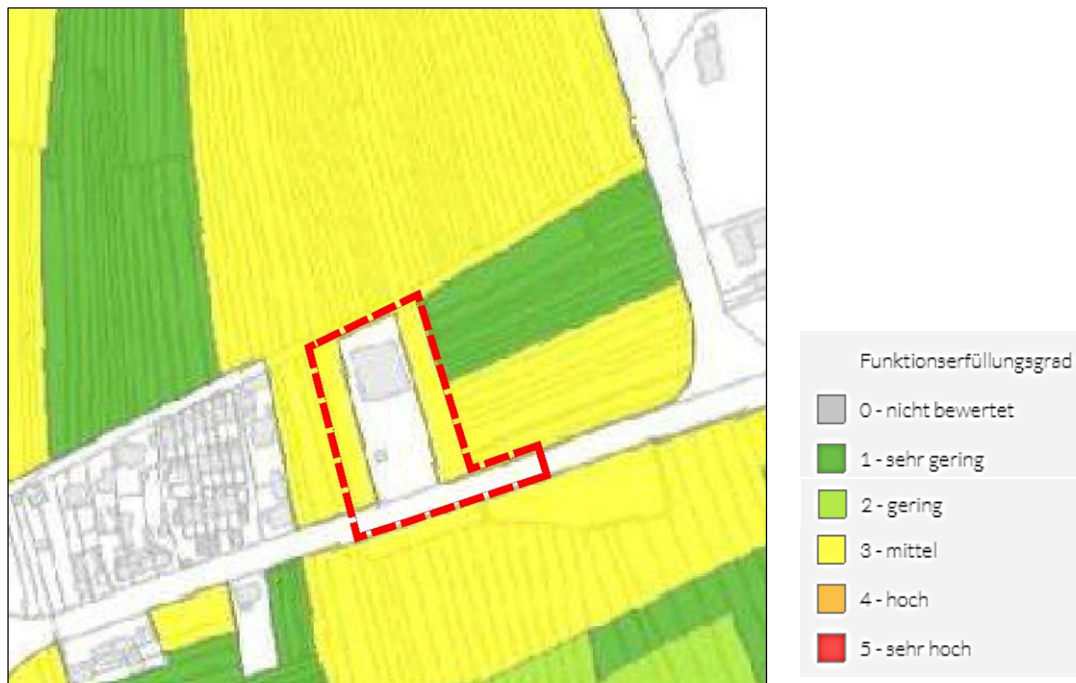 Funktionserfüllungsgrad
0 - nicht bewertet
1 - sehr gering
2 - gering
3 - mittel
4 - hoch
5 - sehr hoch